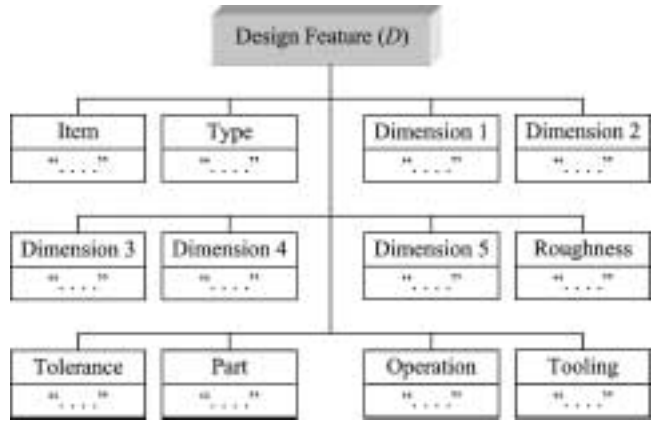 Design Feature (D)
Item Type Dimension 1 Dimension 2
“. . . .” “. . . .” “. . . .” “. . . .”
Dimension 3 Dimension 4 Dimension 5 Roughness
“. . . .” “. . . .” “. . . .” “. . . .”
Tolerance Part Operation Tooling
“. . . .” “. . . .” “. . . .” “. . . .”